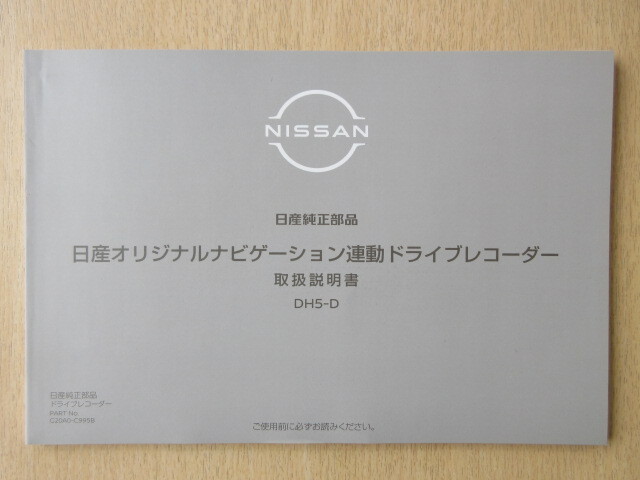 NISSAN
日産純正部品
日産オリジナルナビゲーション連動ドライブレコーダー
取扱説明書
DH5-D
日産純正部品
ドライブレコーダー
PART No.
G20A0-C999B
ご使用前に必ずお読みください。